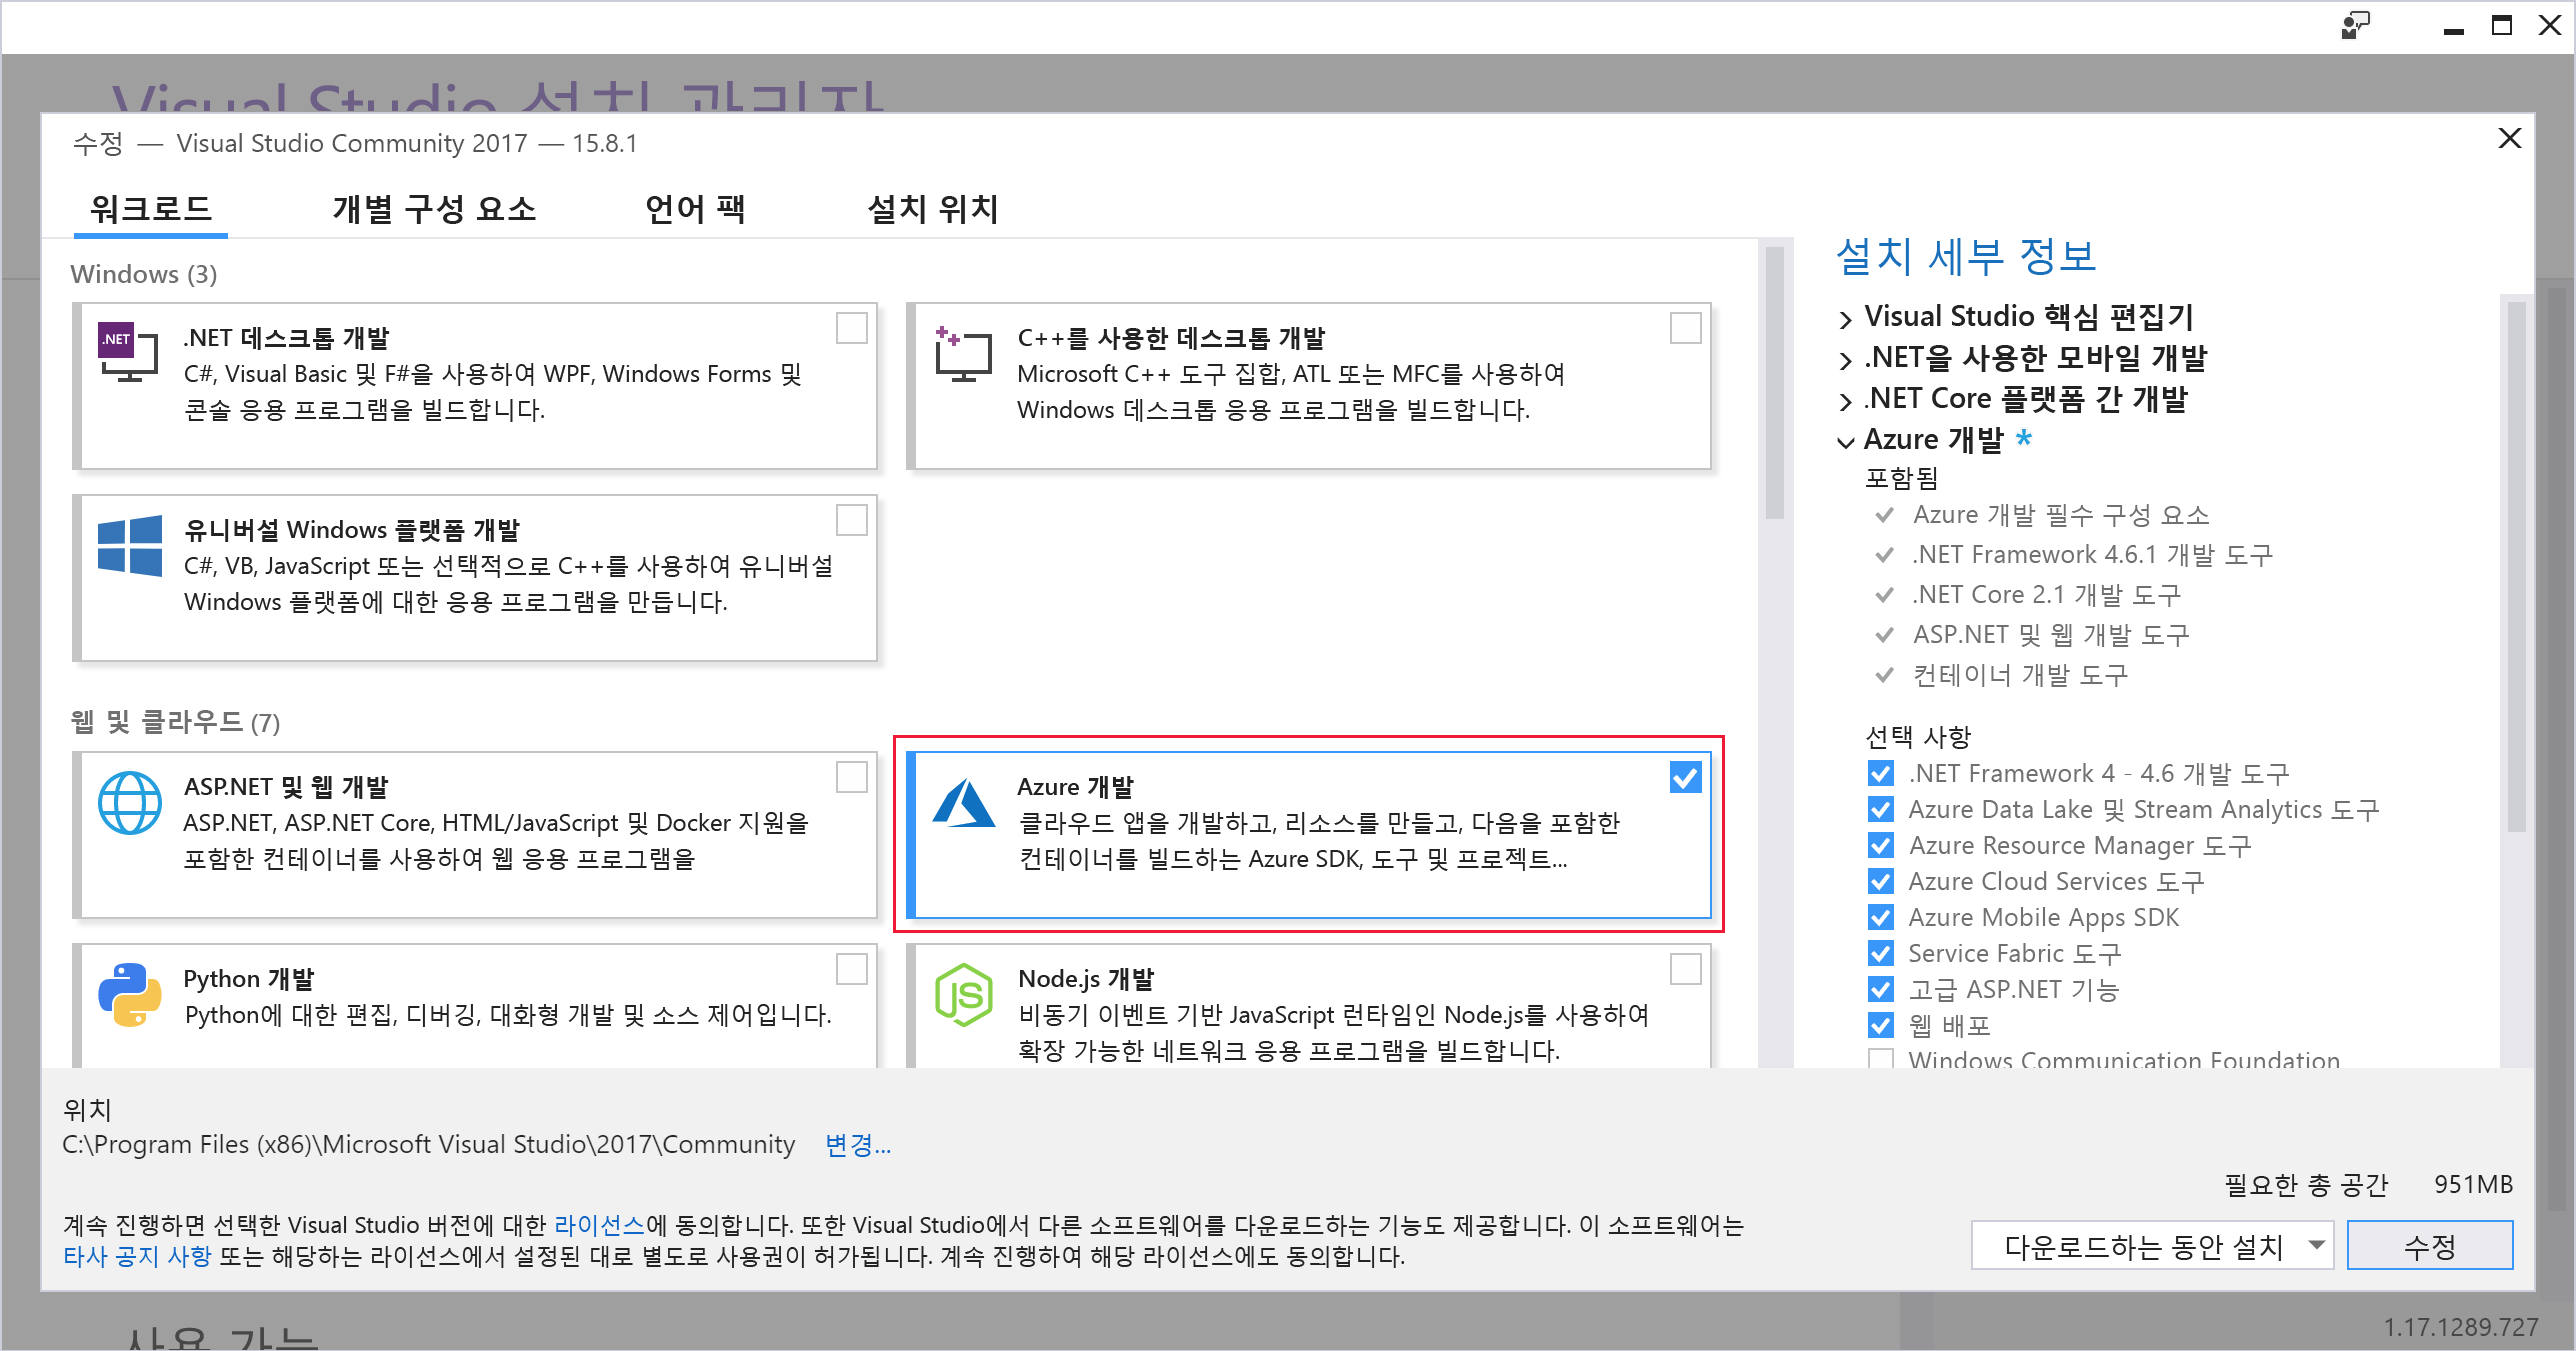 Visual Studio 설치 관리자
수정 — Visual Studio Community 2017 — 15.8.1
워크로드 개별 구성 요소 언어 팩 설치 위치
Windows (3)
.NET
.NET 데스크톱 개발
C#, Visual Basic 및 F#을 사용하여 WPF, Windows Forms 및
콘솔 응용 프로그램을 빌드합니다.
C++를 사용한 데스크톱 개발
Microsoft C++ 도구 집합, ATL 또는 MFC를 사용하여
Windows 데스크톱 응용 프로그램을 빌드합니다.
유니버설 Windows 플랫폼 개발
C#, VB, JavaScript 또는 선택적으로 C++를 사용하여 유니버설
Windows 플랫폼에 대한 응용 프로그램을 만듭니다.
웹 및 클라우드 (7)
ASP.NET 및 웹 개발
ASP.NET, ASP.NET Core, HTML/JavaScript 및 Docker 지원을
포함한 컨테이너를 사용하여 웹 응용 프로그램을
Azure 개발
클라우드 앱을 개발하고, 리소스를 만들고, 다음을 포함한
컨테이너를 빌드하는 Azure SDK, 도구 및 프로젝트...
Python 개발
Python에 대한 편집, 디버깅, 대화형 개발 및 소스 제어입니다.
JS
Node.js 개발
비동기 이벤트 기반 JavaScript 런타임인 Node.js를 사용하여
확장 가능한 네트워크 응용 프로그램을 빌드합니다.
설치 세부 정보
Visual Studio 핵심 편집기
.NET을 사용한 모바일 개발
.NET Core 플랫폼 간 개발
Azure 개발 *
포함됨
Azure 개발 필수 구성 요소
.NET Framework 4.6.1 개발 도구
.NET Core 2.1 개발 도구
ASP.NET 및 웹 개발 도구
컨테이너 개발 도구
선택 사항
.NET Framework 4 - 4.6 개발 도구
Azure Data Lake 및 Stream Analytics 도구
Azure Resource Manager 도구
Azure Cloud Services 도구
Azure Mobile Apps SDK
Service Fabric 도구
고급 ASP.NET 기능
웹 배포
Windows Communication Foundation
위치
C:\Program Files (x86)\Microsoft Visual Studio\2017\Community 변경...
필요한 총 공간 951MB
계속 진행하면 선택한 Visual Studio 버전에 대한 라이선스에 동의합니다. 또한 Visual Studio에서 다른 소프트웨어를 다운로드하는 기능도 제공합니다. 이 소프트웨어는
타사 공지 사항 또는 해당하는 라이선스에서 설정된 대로 별도로 사용권이 허가됩니다. 계속 진행하여 해당 라이선스에도 동의합니다.
다운로드하는 동안 설치 수정
사용 가능
1.17.1289.727